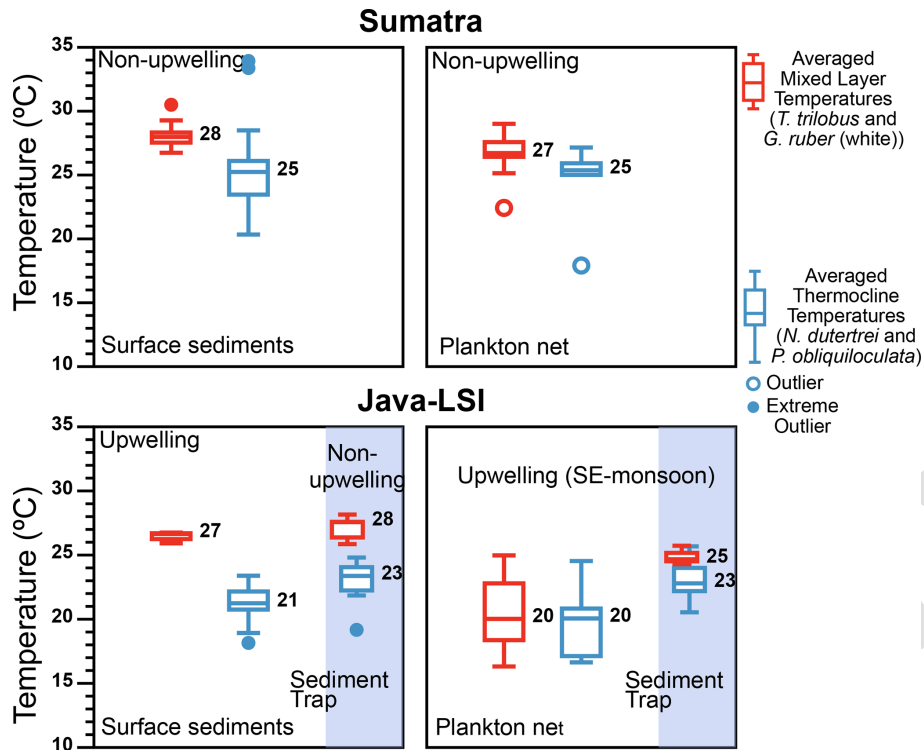 Sumatra
Temperature (ºC)
35
30
25
20
15
10
Non-upwelling
28
25
Surface sediments
Non-upwelling
27
25
Plankton net
Averaged
Mixed Layer
Temperatures
(T. trilobus and
G. ruber (white))
Averaged
Thermocline
Temperatures
(N. dutertrei and
P. obliquiloculata)
Outlier
Extreme
Outlier
Java-LSI
Temperature (ºC)
35
30
25
20
15
10
Upwelling
27
21
Surface sediments
Non-
upwelling
28
23
Sediment
Trap
Upwelling (SE-monsoon)
20
20
Plankton net
25
23
Sediment
Trap